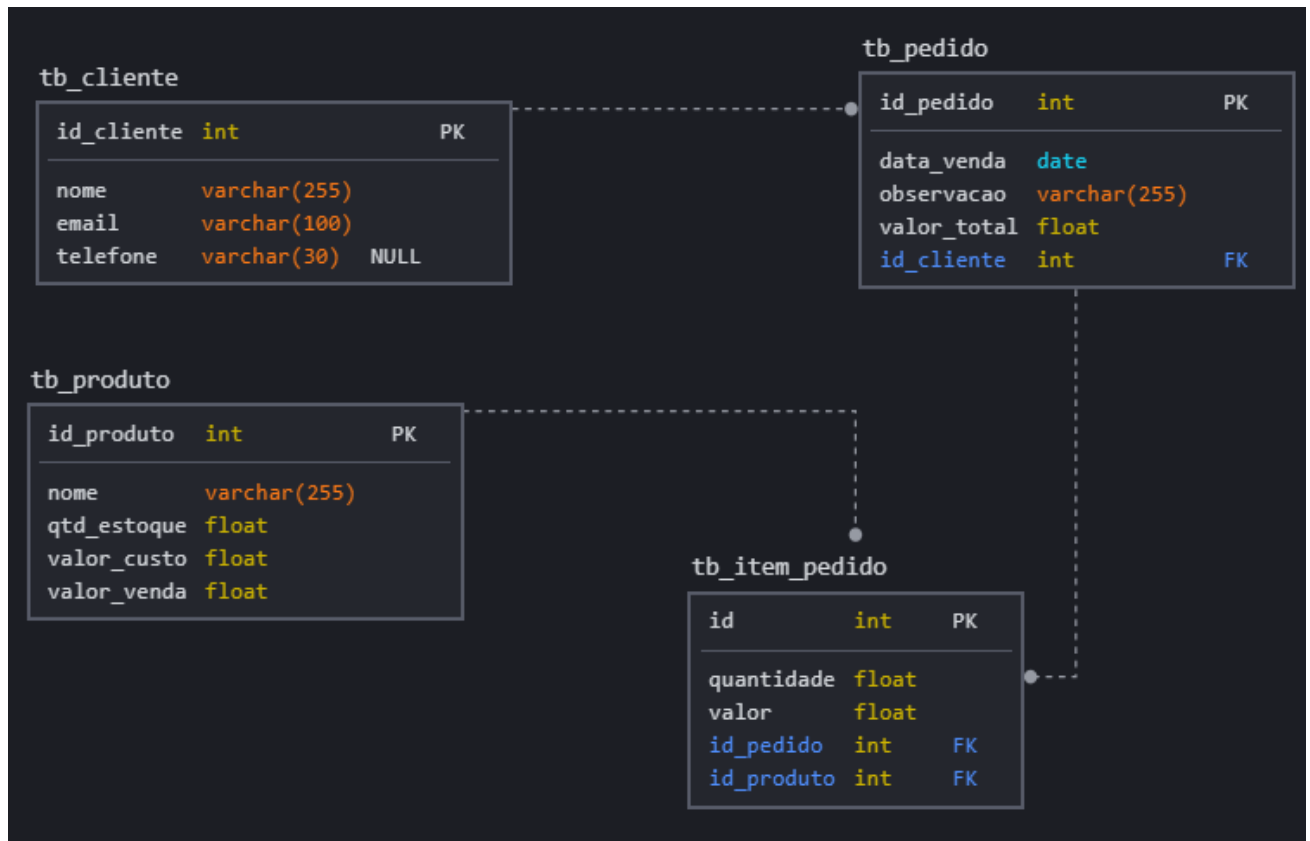 tb_cliente
id_cliente int PK
nome varchar(255)
email varchar(100)
telefone varchar(30) NULL
tb_pedido
id_pedido int PK
data_venda date
observacao varchar(255)
valor_total float
id_cliente int FK
tb_produto
id_produto int PK
nome varchar(255)
qtd_estoque float
valor_custo float
valor_venda float
tb_item_pedido
id int PK
quantidade float
valor float
id_pedido int FK
id_produto int FK